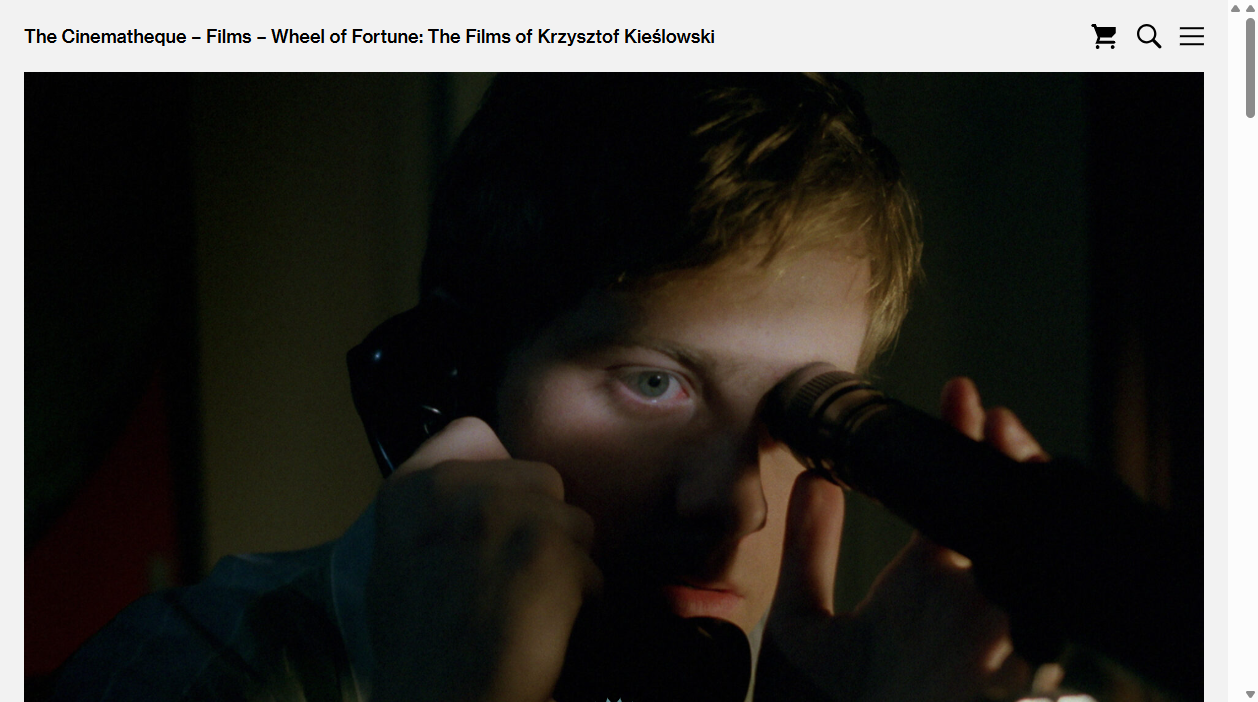 The Cinematheque – Films – Wheel of Fortune: The Films of Krzysztof Kieślowski